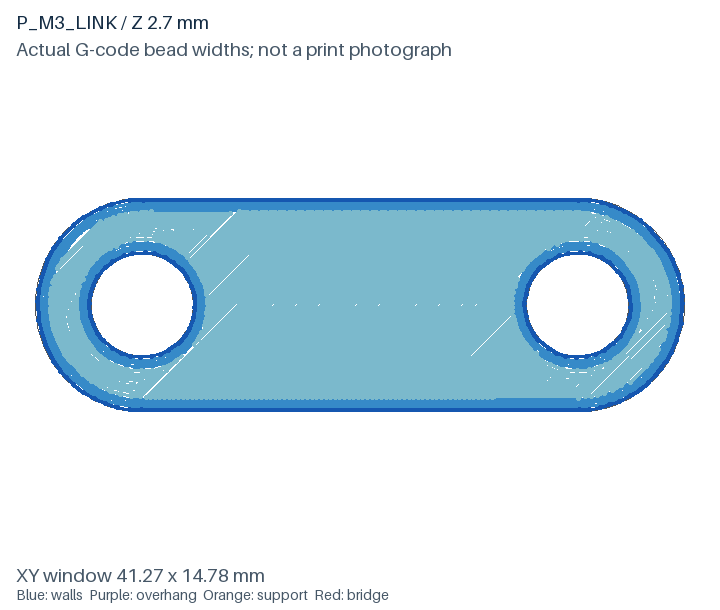 P_M3_LINK / Z 2.7 mm
Actual G-code bead widths; not a print photograph
XY window 41.27 x 14.78 mm
Blue: walls  Purple: overhang  Orange: support  Red: bridge